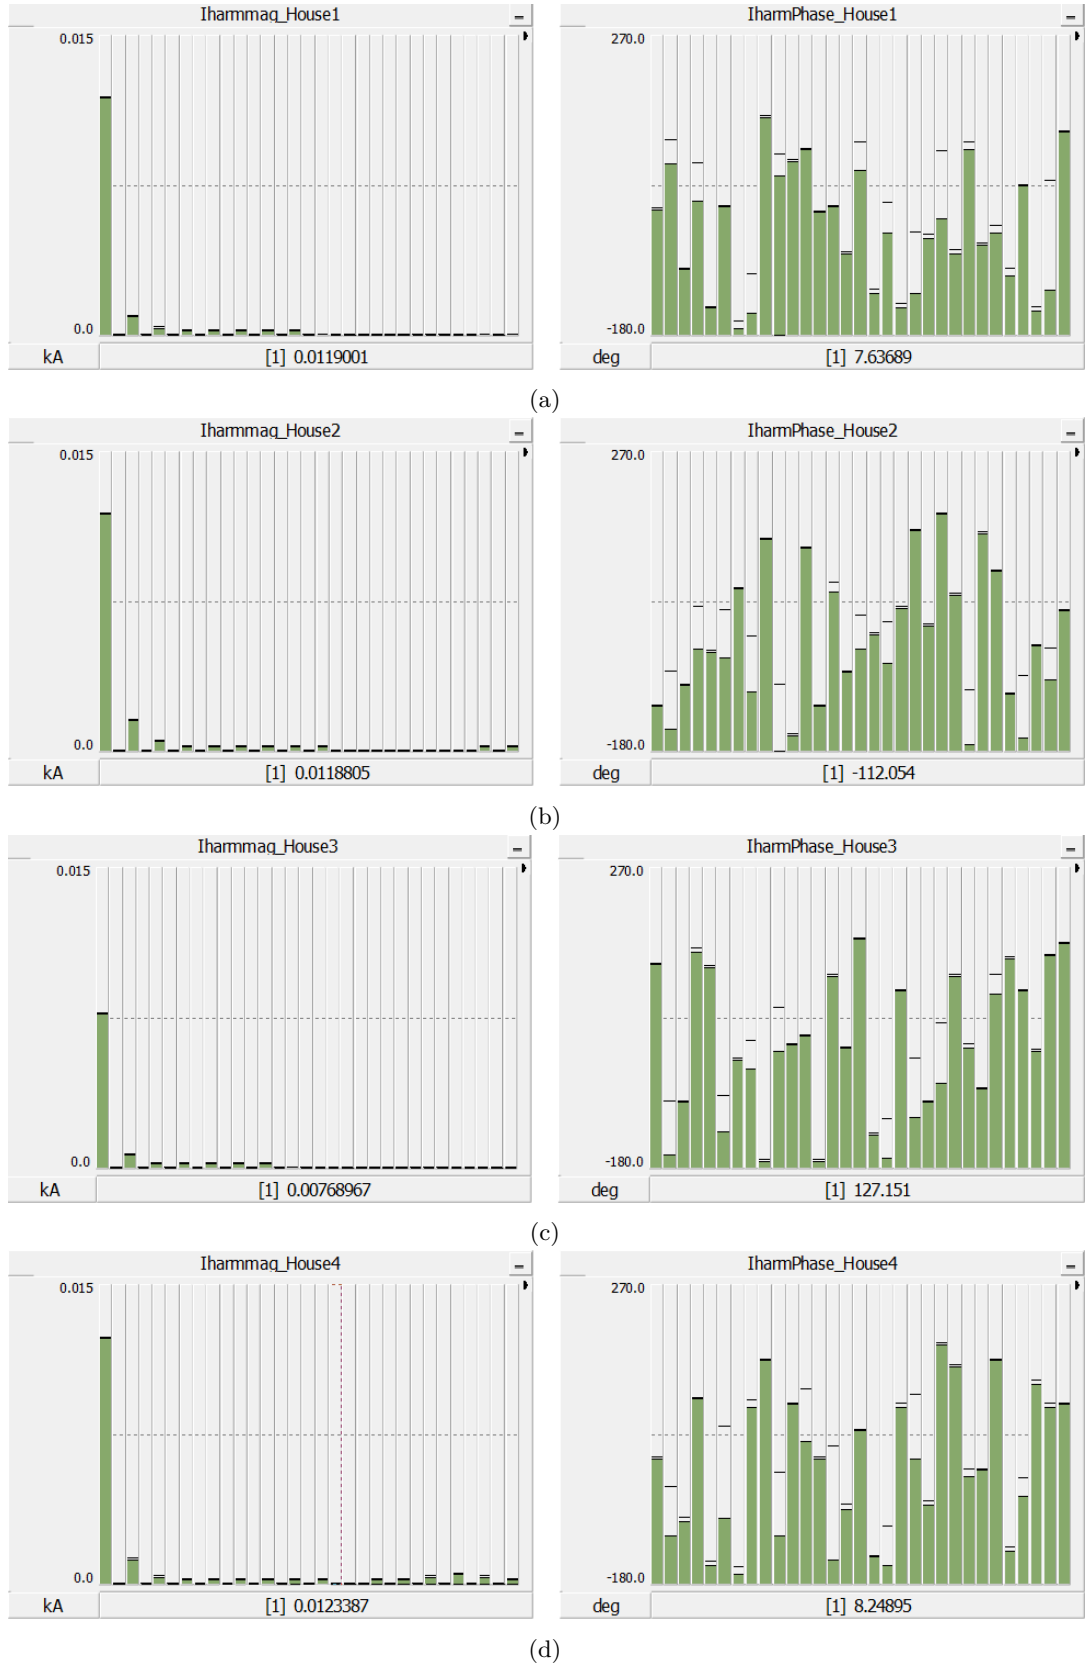 Iharmmag_House1
IharmPhase_House1
0.015
270.0
0.0
-180.0
kA
[1] 0.0119001
deg
[1] 7.63689
(a)
Iharmmag_House2
IharmPhase_House2
0.015
270.0
0.0
-180.0
kA
[1] 0.0118805
deg
[1] -112.054
(b)
Iharmmag_House3
IharmPhase_House3
0.015
270.0
0.0
-180.0
kA
[1] 0.00768967
deg
[1] 127.151
(c)
Iharmmag_House4
IharmPhase_House4
0.015
270.0
0.0
-180.0
kA
[1] 0.0123387
deg
[1] 8.24895
(d)